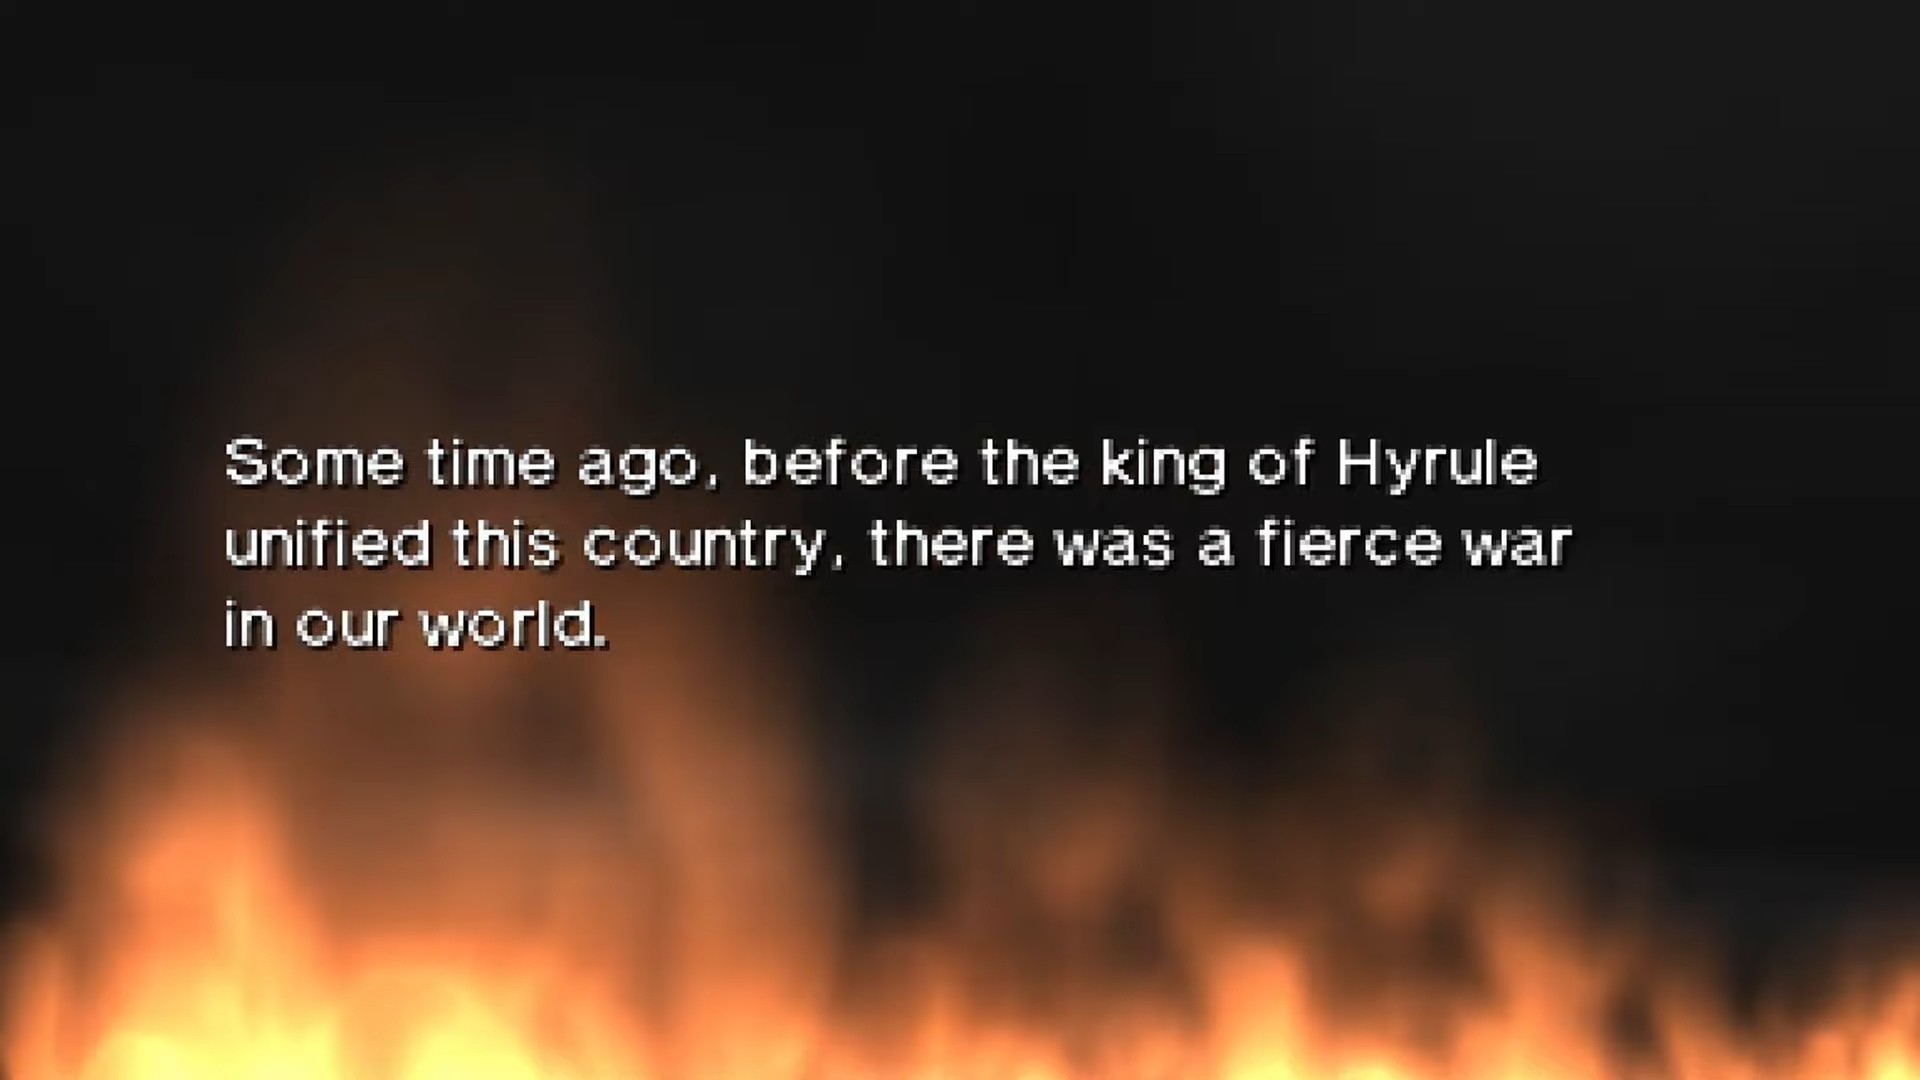 Some time ago, before the king of Hyrule
unified this country, there was a fierce war
in our world.